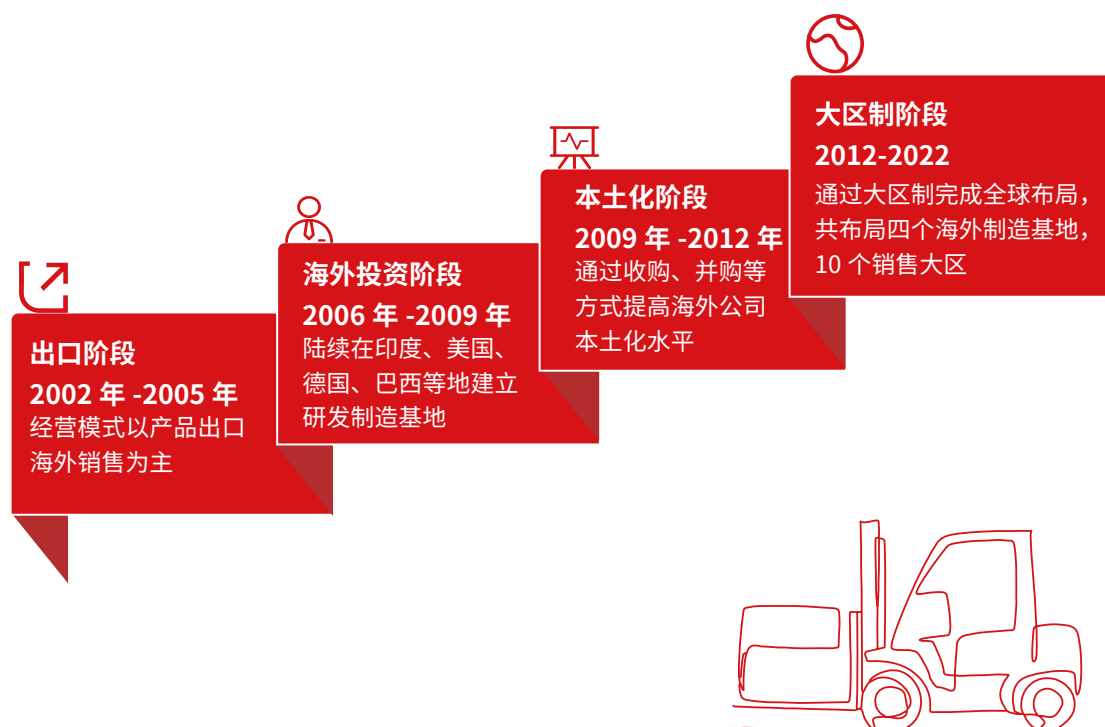 出口阶段
2002 年 -2005 年
经营模式以产品出口
海外销售为主
海外投资阶段
2006 年 -2009 年
陆续在印度、美国、
德国、巴西等地建立
研发制造基地
本土化阶段
2009 年 -2012 年
通过收购、并购等
方式提高海外公司
本土化水平
大区制阶段
2012-2022
通过大区制完成全球布局，
共布局四个海外制造基地，
10 个销售大区